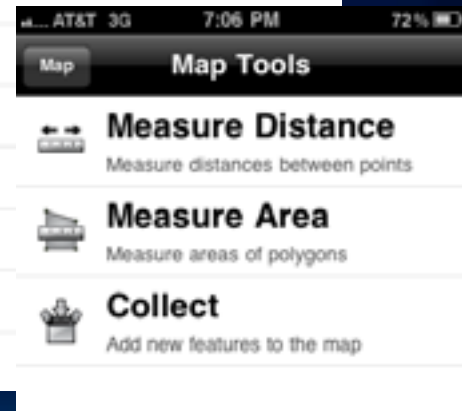 AT&T 3G 7:06 PM 72%
Map Map Tools
Measure Distance
Measure distances between points
Measure Area
Measure areas of polygons
Collect
Add new features to the map